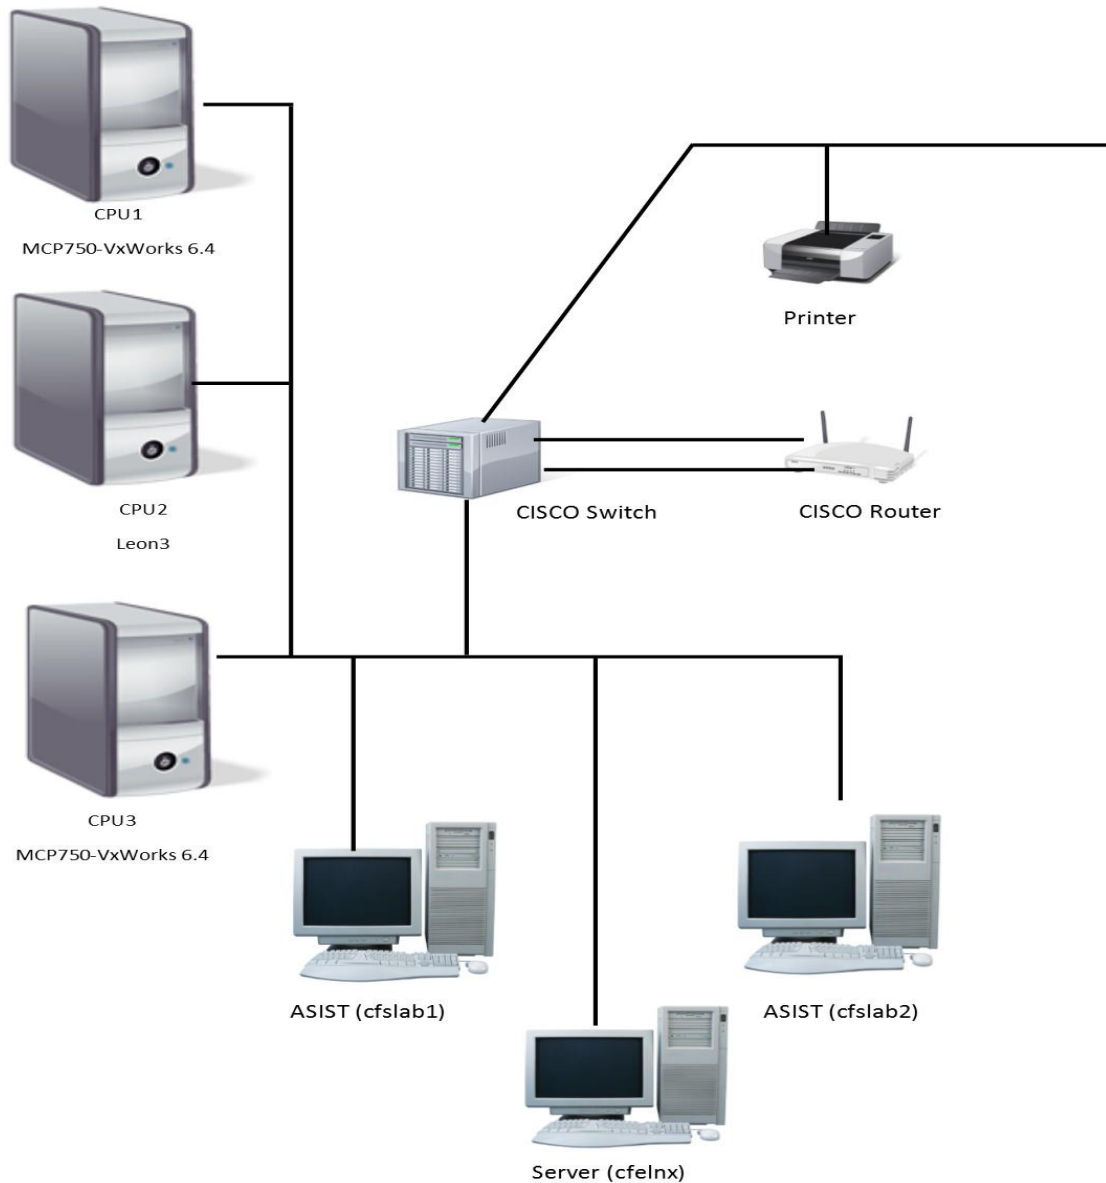 CPU1
MCP750-VxWorks 6.4
Printer
CPU2
Leon3
CISCO Switch
CISCO Router
CPU3
MCP750-VxWorks 6.4
ASIST (cfslab1)
ASIST (cfslab2)
Server (cfelnx)